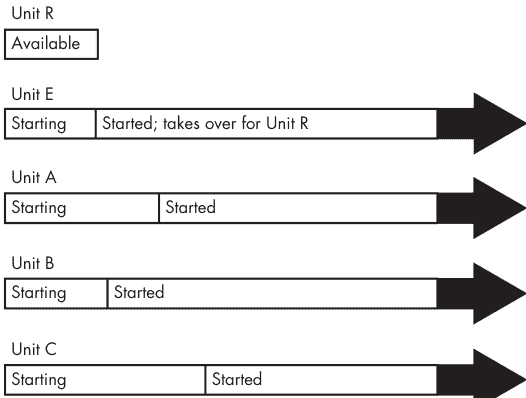 Unit R
Available
Unit E
Starting Started; takes over for Unit R
Unit A
Starting Started
Unit B
Starting Started
Unit C
Starting Started